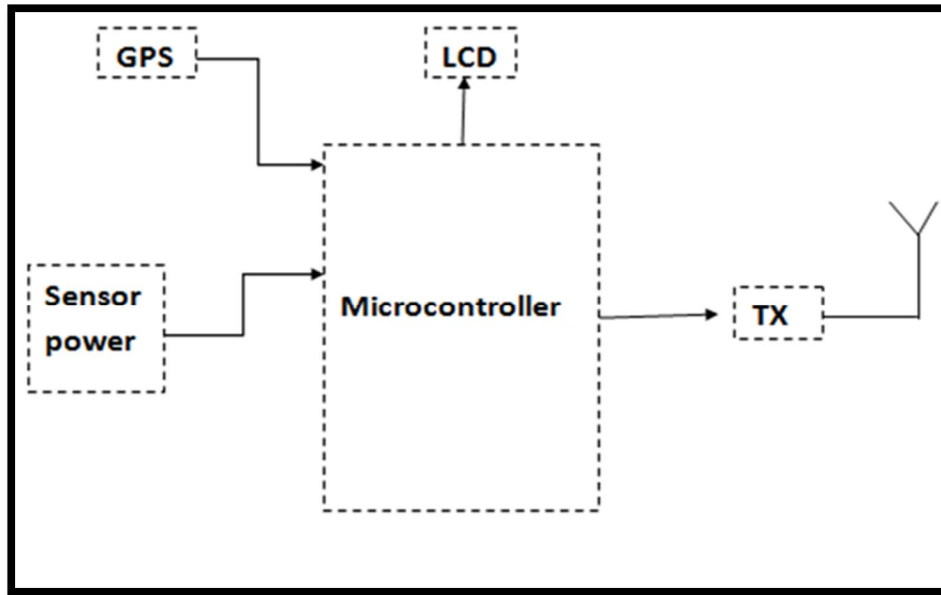 GPS
LCD
Sensor
power
Microcontroller
TX